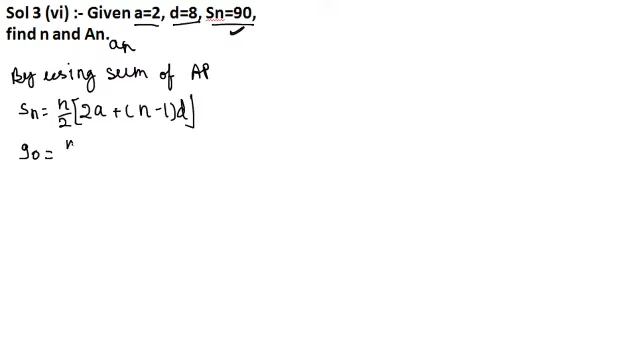 Sol 3 (vi) :- Given a=2, d=8, Sn=90,
find n and An.
an
By using sum of AP
Sn = n/2 [2a + (n-1)d]
90 = n